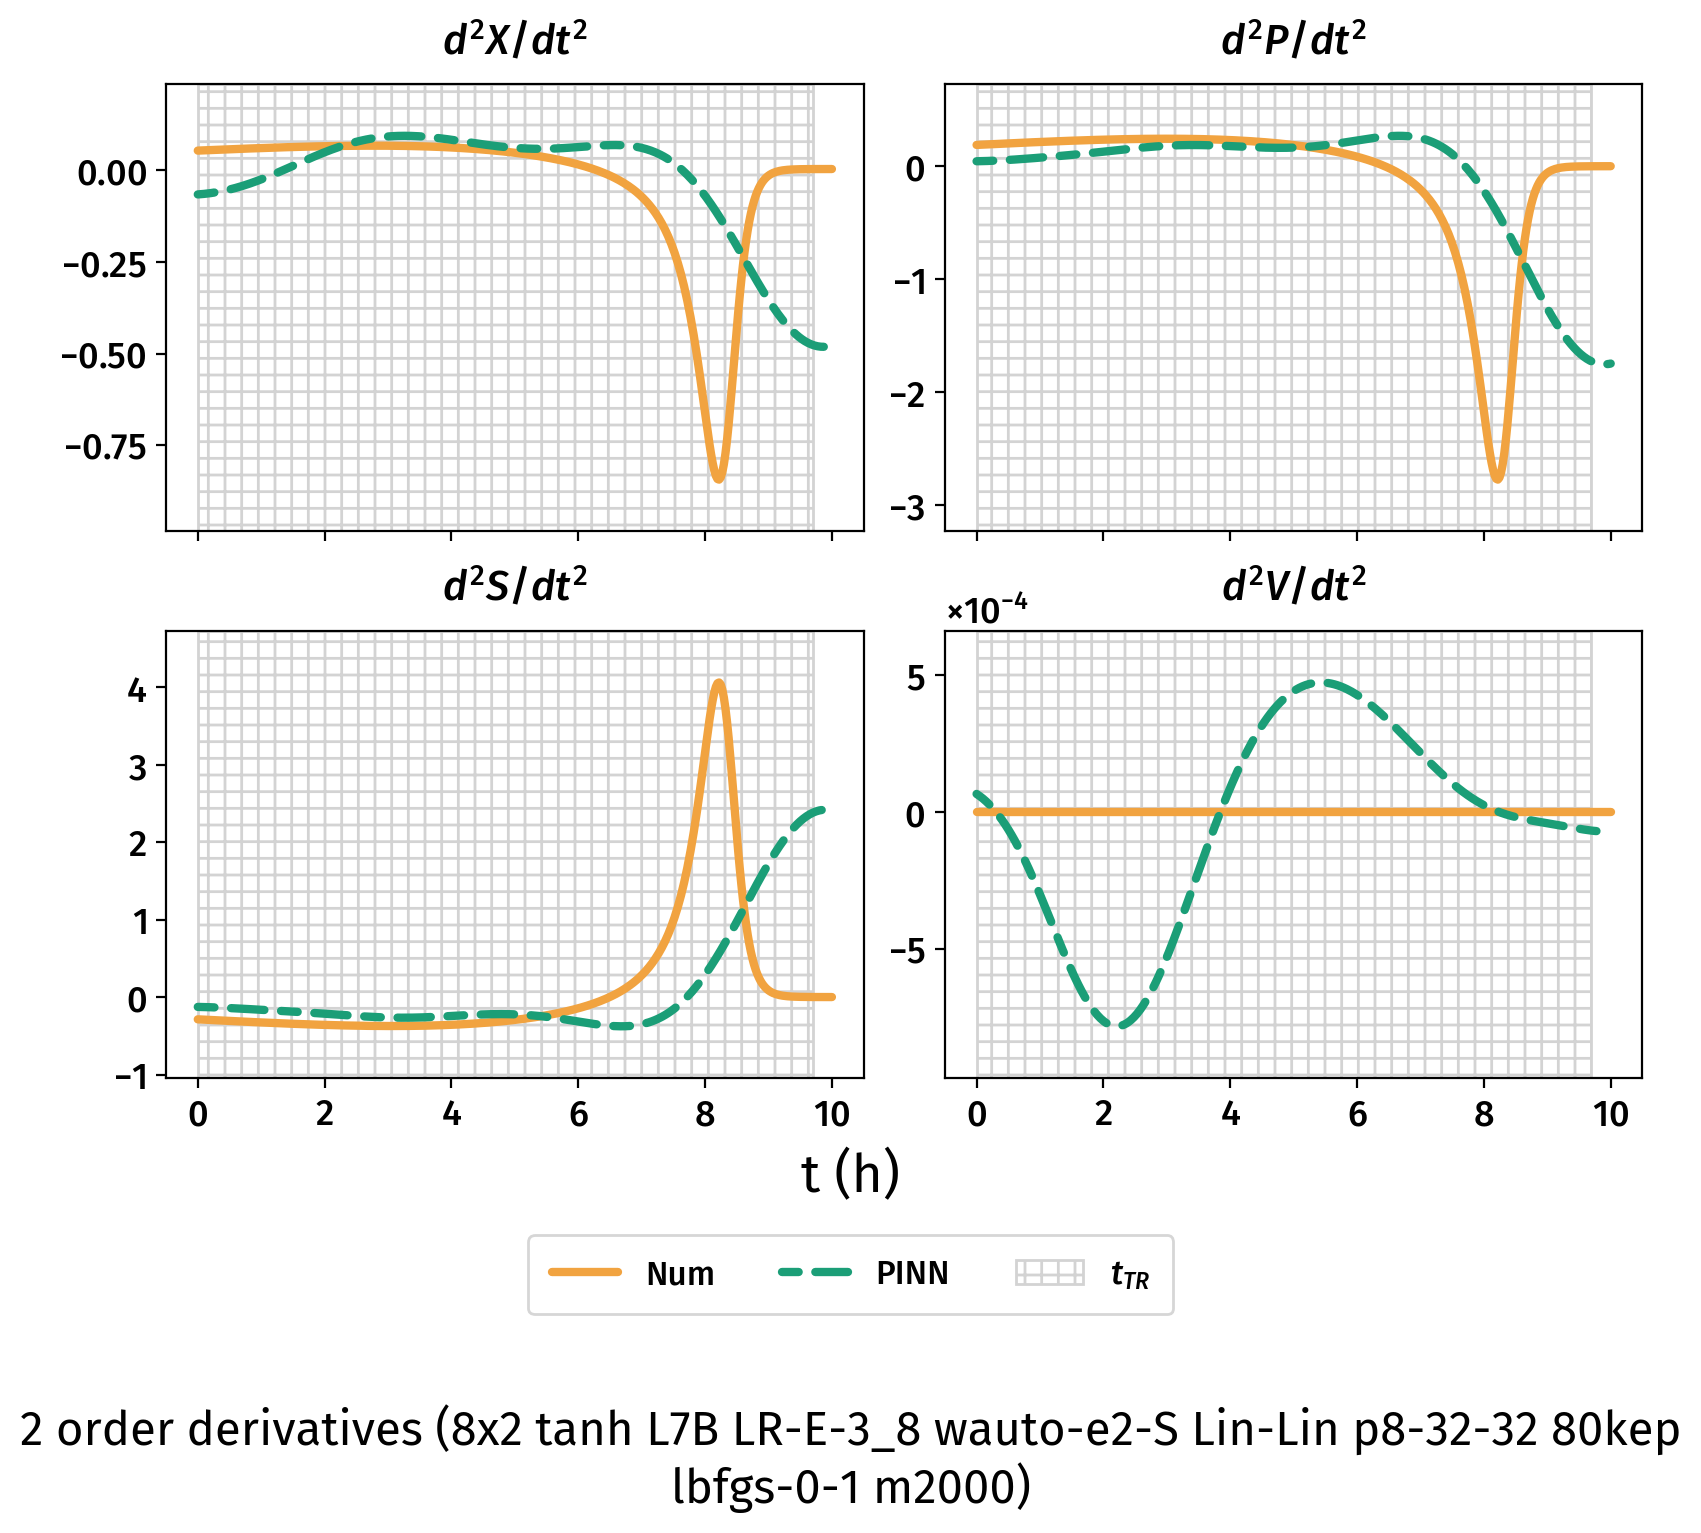 d²X/dt²
d²P/dt²
0.00
−0.25
−0.50
−0.75
0
−1
−2
−3
d²S/dt²
d²V/dt²
×10⁻⁴
4
3
2
1
0
−1
5
0
−5
0 2 4 6 8 10
0 2 4 6 8 10
t (h)
Num PINN t_TR
2 order derivatives (8x2 tanh L7B LR-E-3_8 wauto-e2-S Lin-Lin p8-32-32 80kep
lbfgs-0-1 m2000)